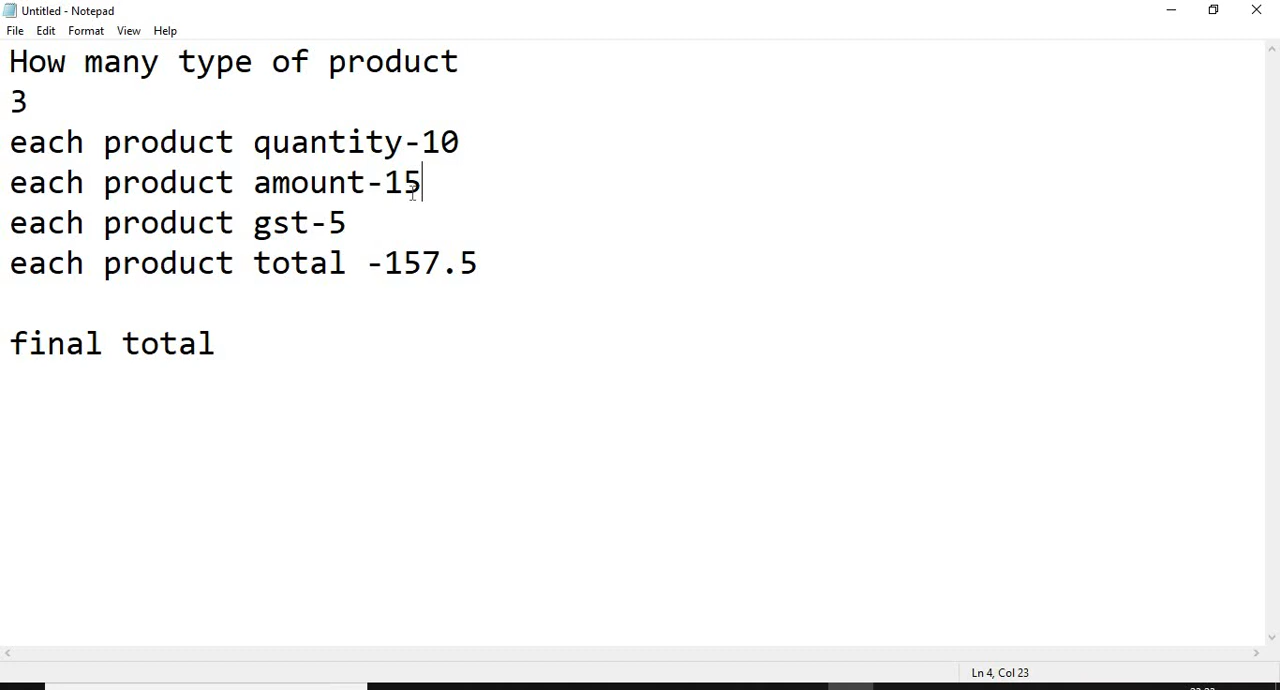 Untitled - Notepad
File Edit Format View Help
How many type of product
3
each product quantity-10
each product amount-15
each product gst-5
each product total -157.5
final total
Ln 4, Col 23